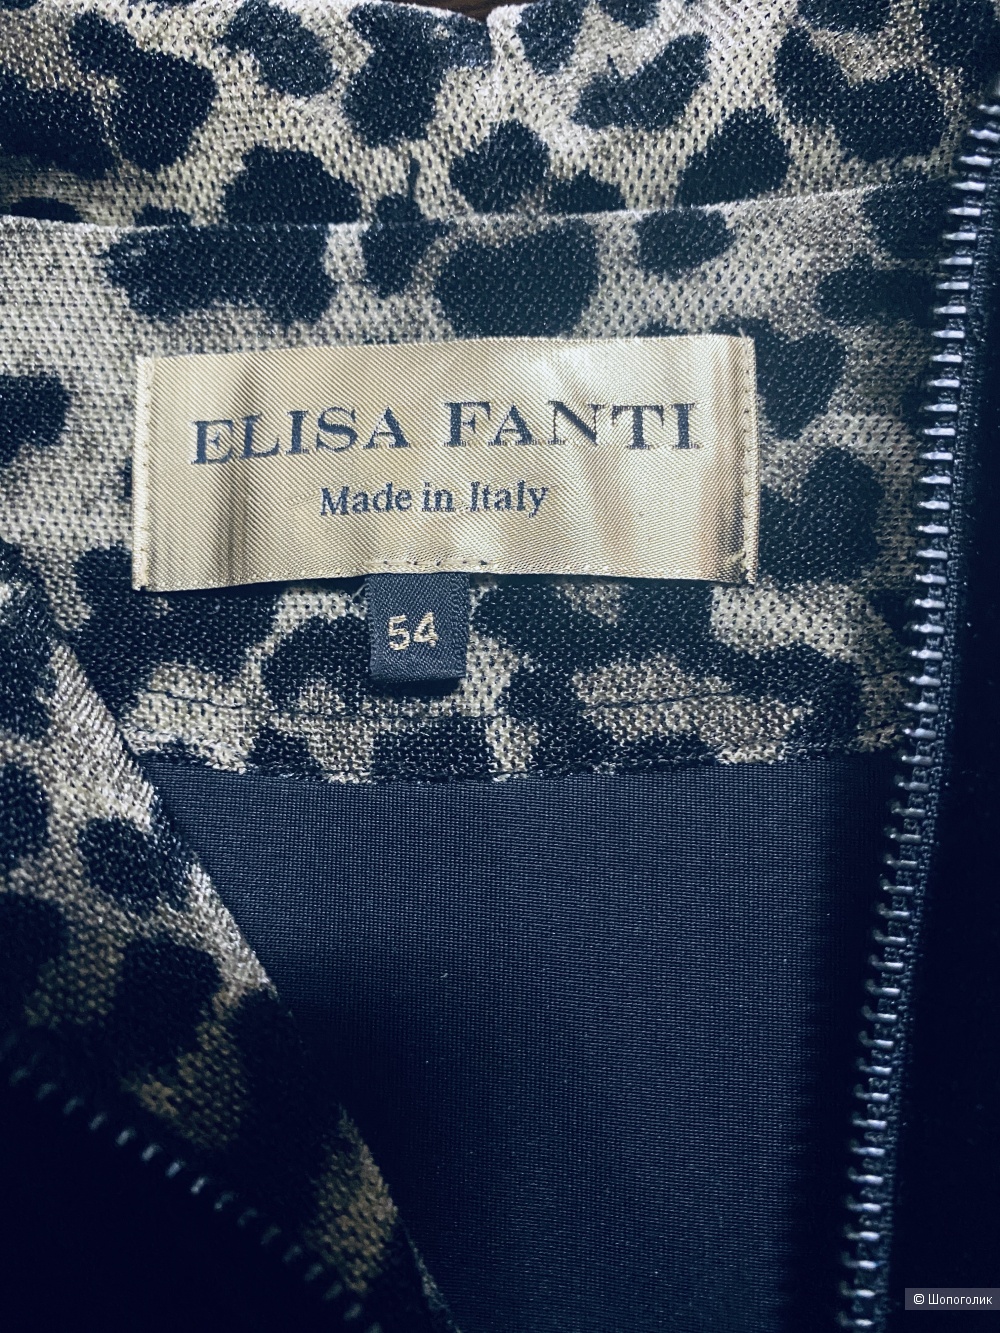 ELISA FANTI
Made in Italy
54
© Шопоголик